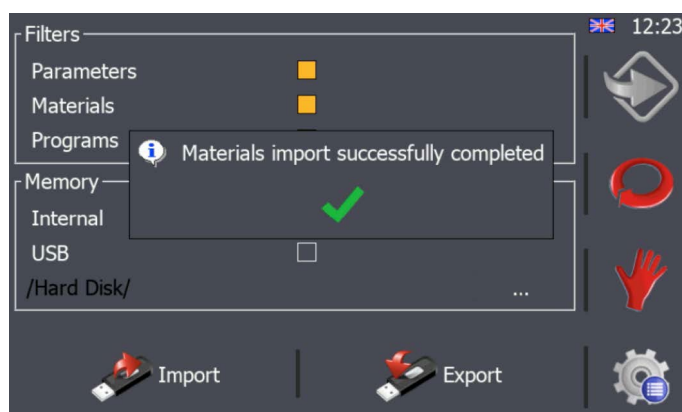 Filters
12:23
Parameters
Materials
Programs
Materials import successfully completed
Memory
Internal
USB
/Hard Disk/
...
Import
Export